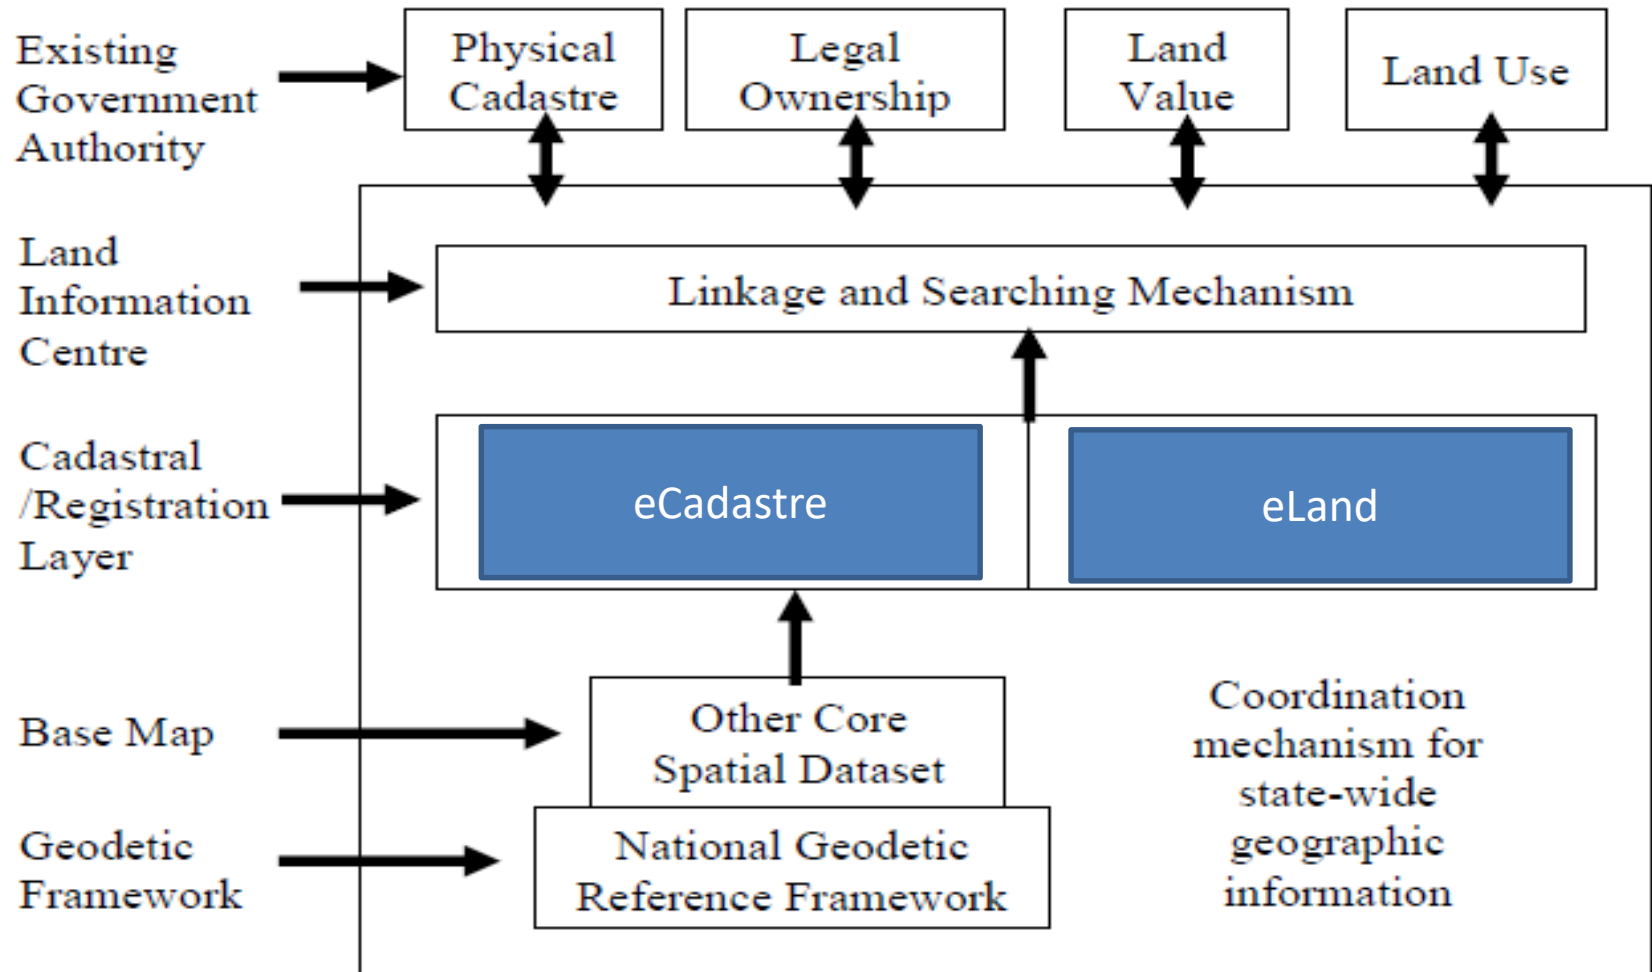 Existing
Government
Authority
Physical
Cadastre
Legal
Ownership
Land
Value
Land Use
Land
Information
Centre
Linkage and Searching Mechanism
Cadastral
/Registration
Layer
eCadastre
eLand
Base Map
Other Core
Spatial Dataset
Geodetic
Framework
National Geodetic
Reference Framework
Coordination
mechanism for
state-wide
geographic
information